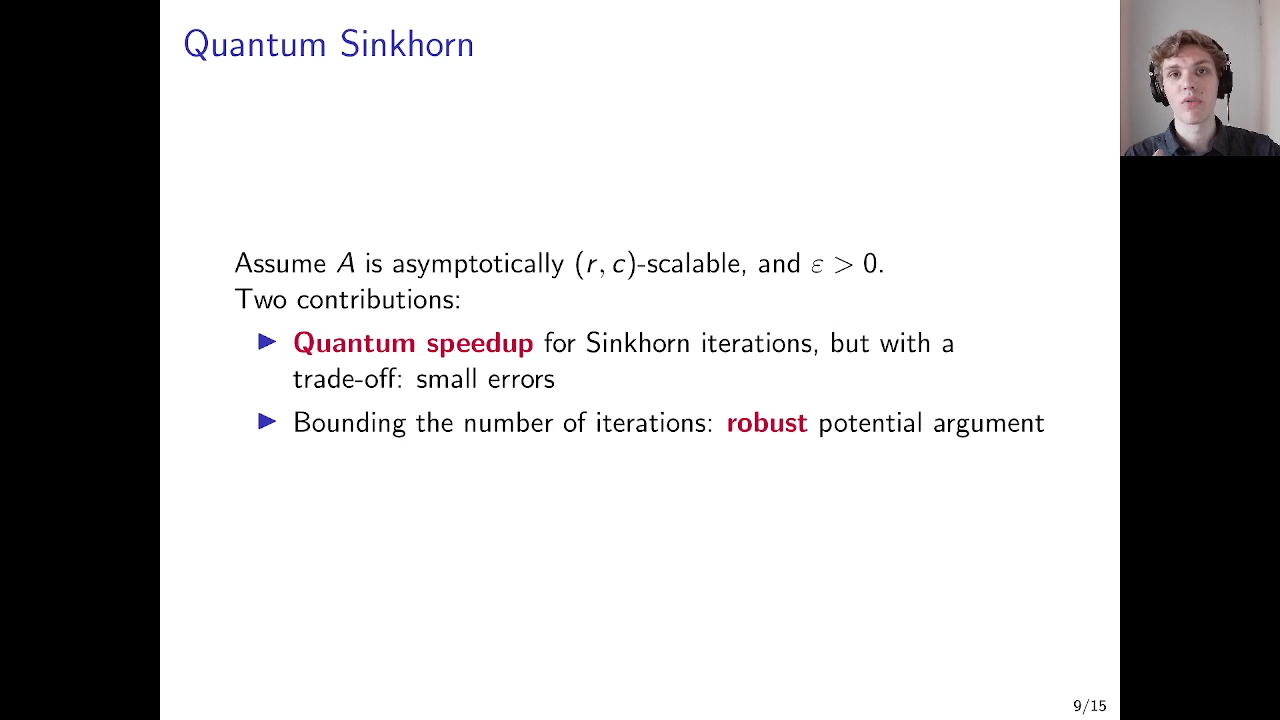 Quantum Sinkhorn
Assume A is asymptotically (r, c)-scalable, and ε > 0.
Two contributions:
▶ Quantum speedup for Sinkhorn iterations, but with a
trade-off: small errors
▶ Bounding the number of iterations: robust potential argument
9/15